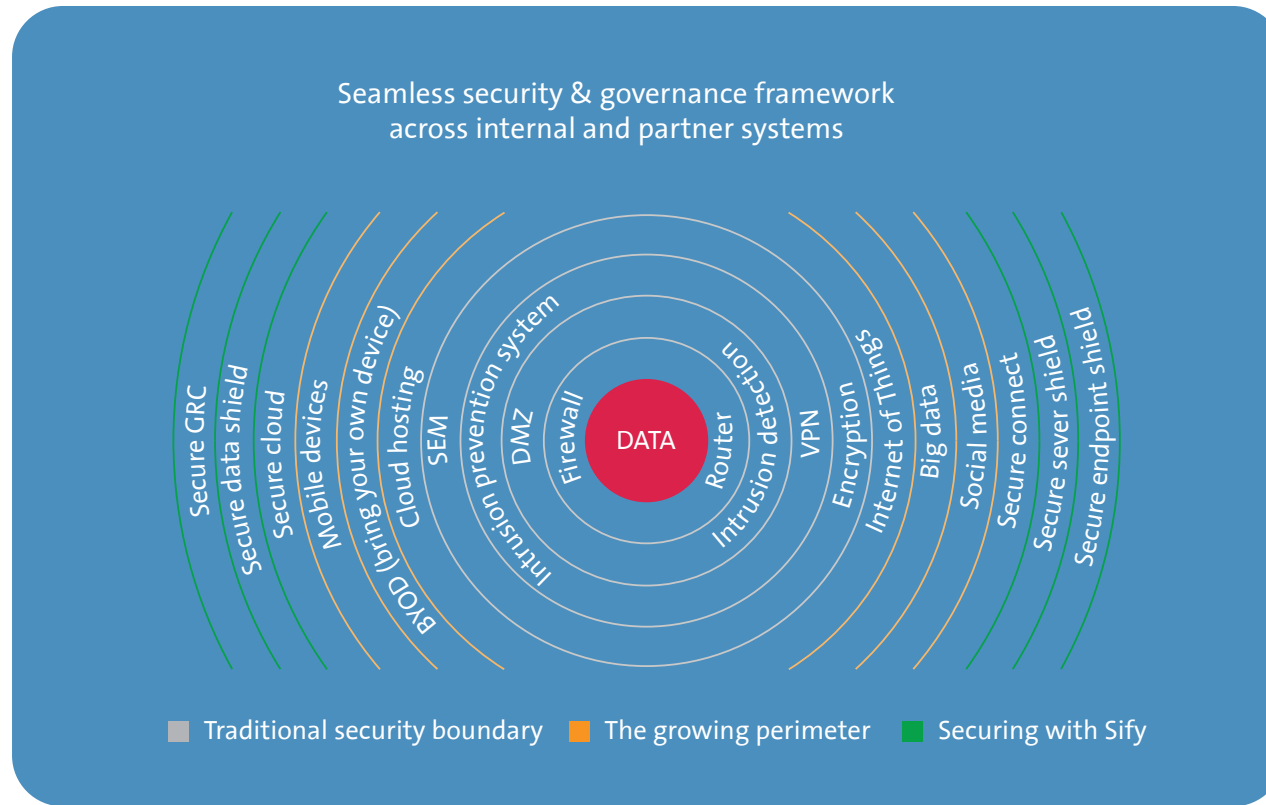 Seamless security & governance framework
across internal and partner systems
Secure GRC
Secure data shield
Secure cloud
Mobile devices
BYOD (bring your own device)
Cloud hosting
SEM
Intrusion prevention system
DMZ
Firewall
DATA
Router
Intrusion detection
VPN
Encryption
Internet of Things
Big data
Social media
Secure connect
Secure sever shield
Secure endpoint shield
Traditional security boundary
The growing perimeter
Securing with Sify